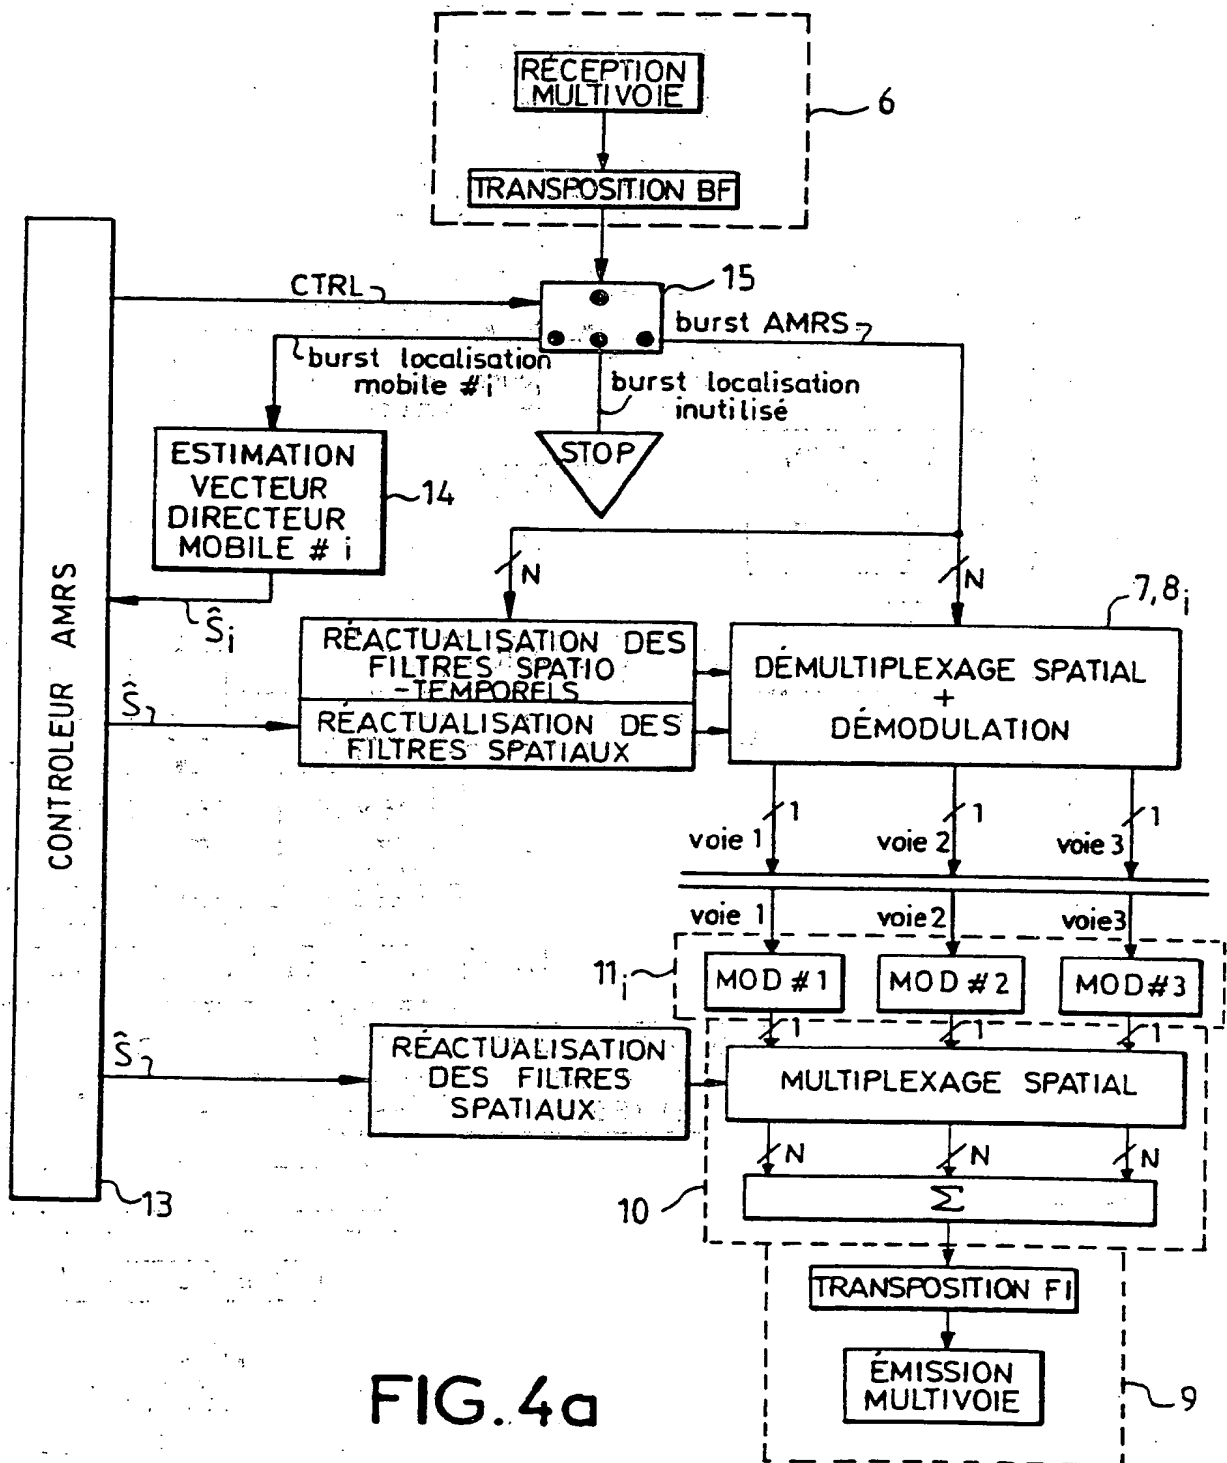 RÉCEPTION
MULTIVOIE
6
TRANSPOSITION BF
15
CTRL
burst AMRS
burst localisation
mobile # i
burst localisation
inutilisé
STOP
ESTIMATION
VECTEUR
DIRECTEUR
MOBILE # i
14
N
N
7,8i
Ŝi
RÉACTUALISATION DES
FILTRES SPATIO
-TEMPORELS
RÉACTUALISATION DES
FILTRES SPATIAUX
DÉMULTIPLEXAGE SPATIAL
+
DÉMODULATION
Ŝ
CONTROLEUR AMRS
1
1
1
voie 1
voie 2
voie 3
voie 1
voie2
voie3
11i
MOD #1
MOD #2
MOD #3
1
1
1
Ŝ
RÉACTUALISATION
DES FILTRES
SPATIAUX
MULTIPLEXAGE SPATIAL
N
N
N
13
10
Σ
TRANSPOSITION FI
ÉMISSION
MULTIVOIE
9
FIG.4a